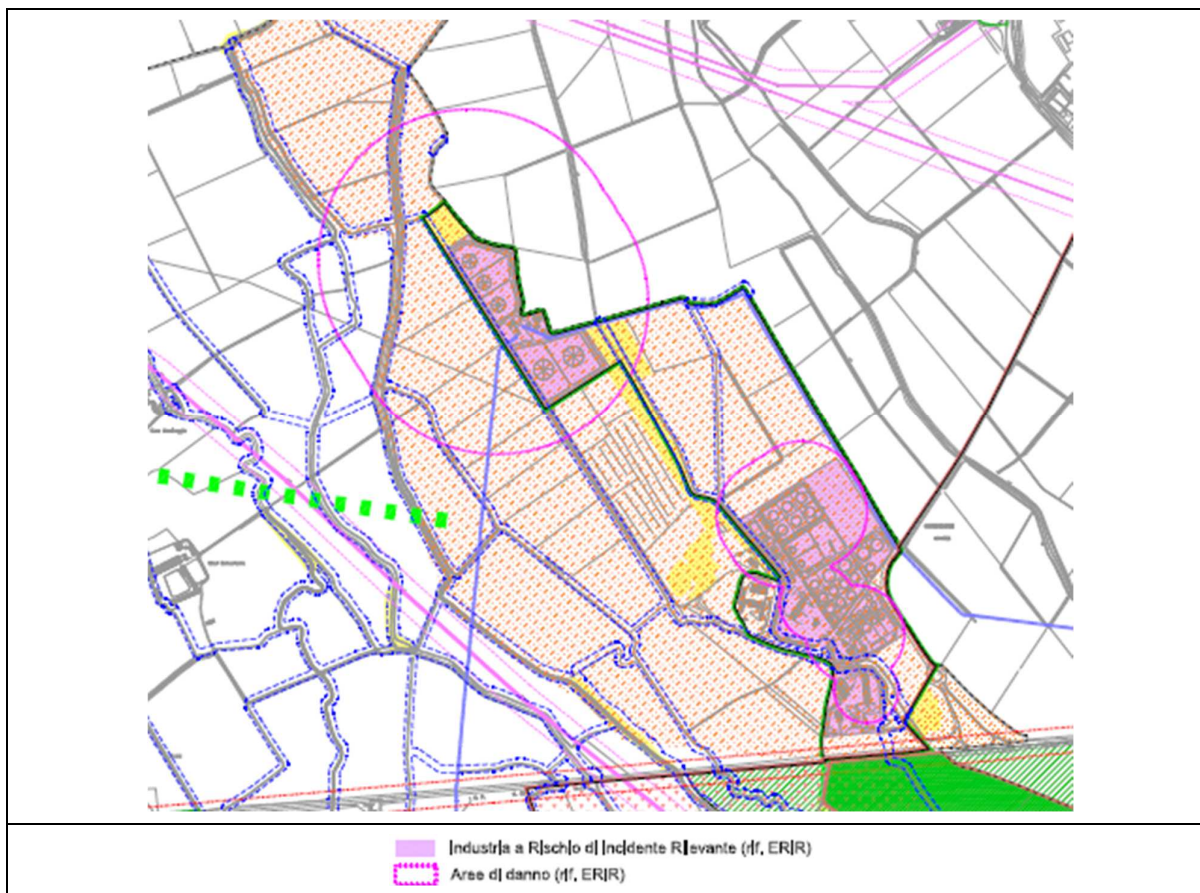 Industria a Rischio di Incidente Rilevante (rif. ERIR)
Aree di danno (rif. ERIR)